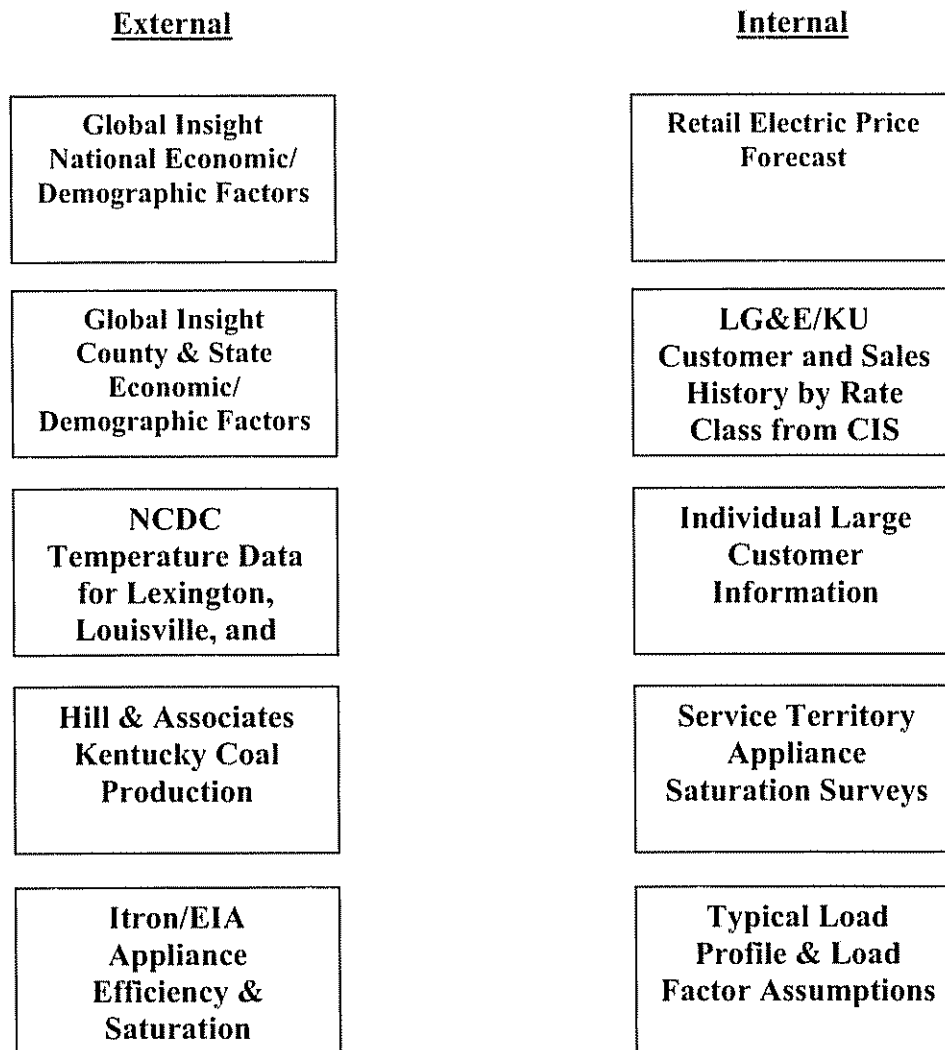 External
Internal
Global Insight
National Economic/
Demographic Factors
Retail Electric Price
Forecast
Global Insight
County & State
Economic/
Demographic Factors
LG&E/KU
Customer and Sales
History by Rate
Class from CIS
NCDC
Temperature Data
for Lexington,
Louisville, and
Individual Large
Customer
Information
Hill & Associates
Kentucky Coal
Production
Service Territory
Appliance
Saturation Surveys
Itron/EIA
Appliance
Efficiency &
Saturation
Typical Load
Profile & Load
Factor Assumptions